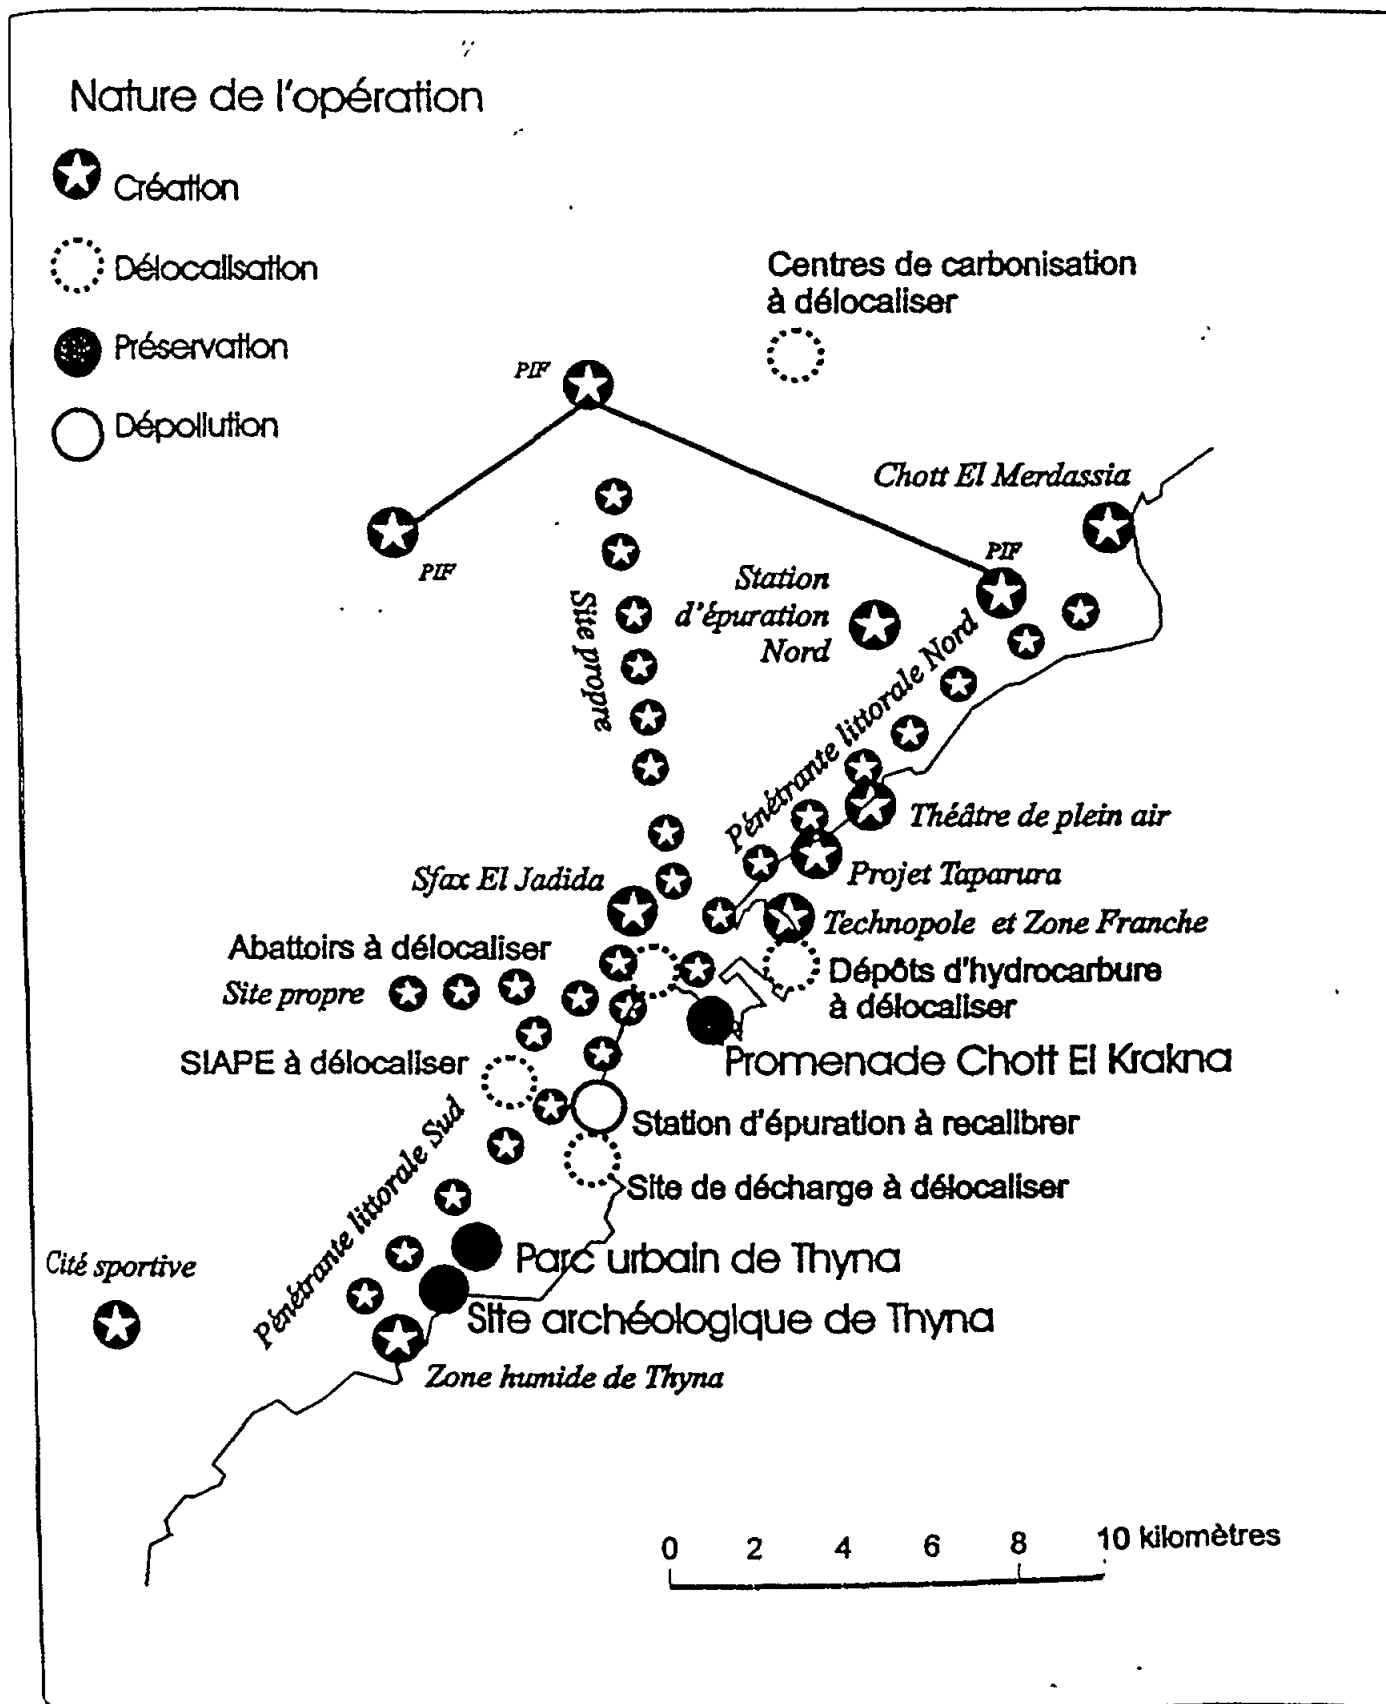 Nature de l'opération
Création
Délocalisation
Préservation
Dépollution
Centres de carbonisation
à délocaliser
PIF
Chott El Merdassia
PIF
PIF
Station
d'épuration
Nord
Site propre
Pénétrante littorale Nord
Théâtre de plein air
Projet Taparura
Sfax El Jadida
Technopole et Zone Franche
Abattoirs à délocaliser
Dépôts d'hydrocarbure
à délocaliser
Site propre
Promenade Chott El Krakna
SIAPE à délocaliser
Station d'épuration à recalibrer
Site de décharge à délocaliser
Pénétrante littorale Sud
Parc urbain de Thyna
Cité sportive
Site archéologique de Thyna
Zone humide de Thyna
0 2 4 6 8 10 kilomètres